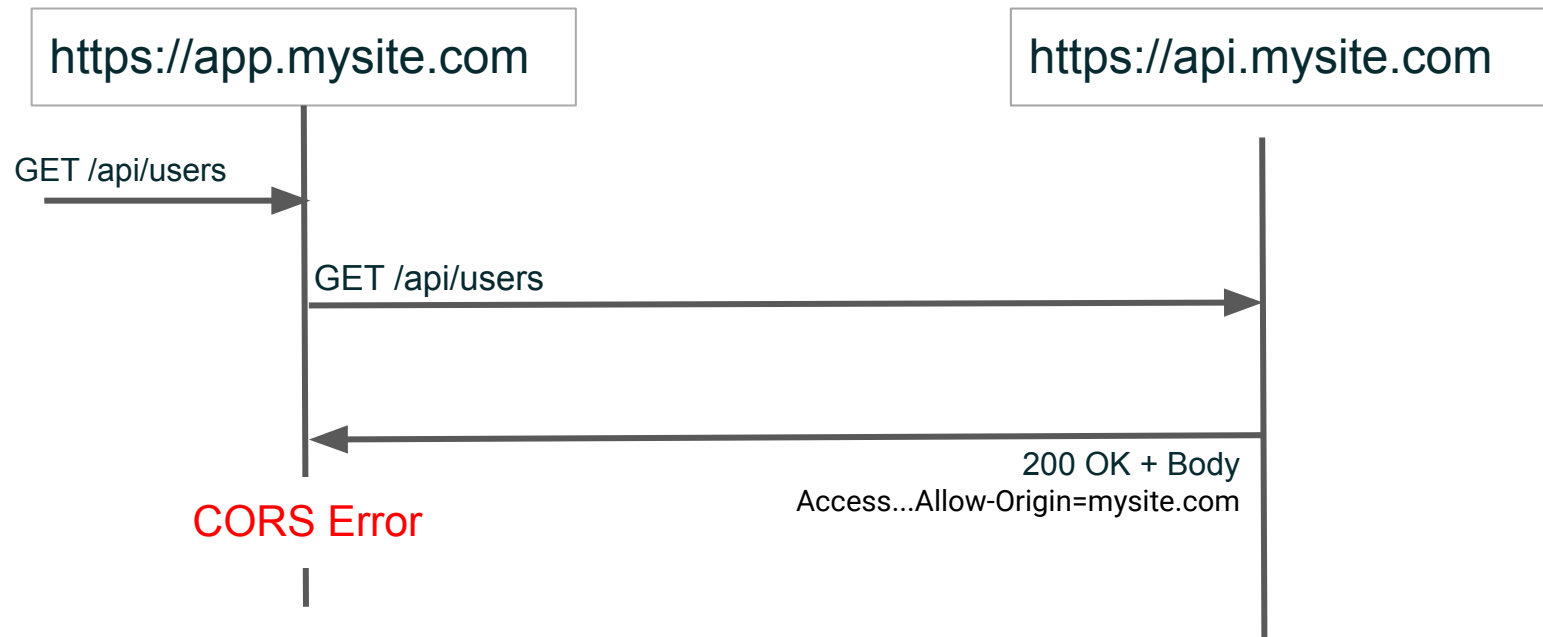 https://app.mysite.com
https://api.mysite.com
GET /api/users
GET /api/users
200 OK + Body
Access...Allow-Origin=mysite.com
CORS Error